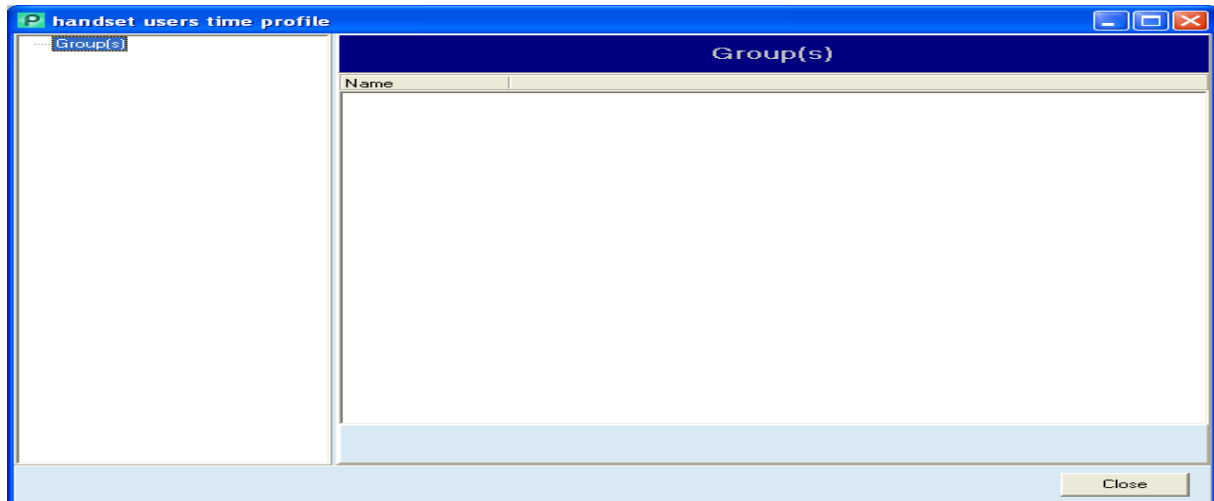 handset users time profile
Group(s)
Group(s)
Name
Close